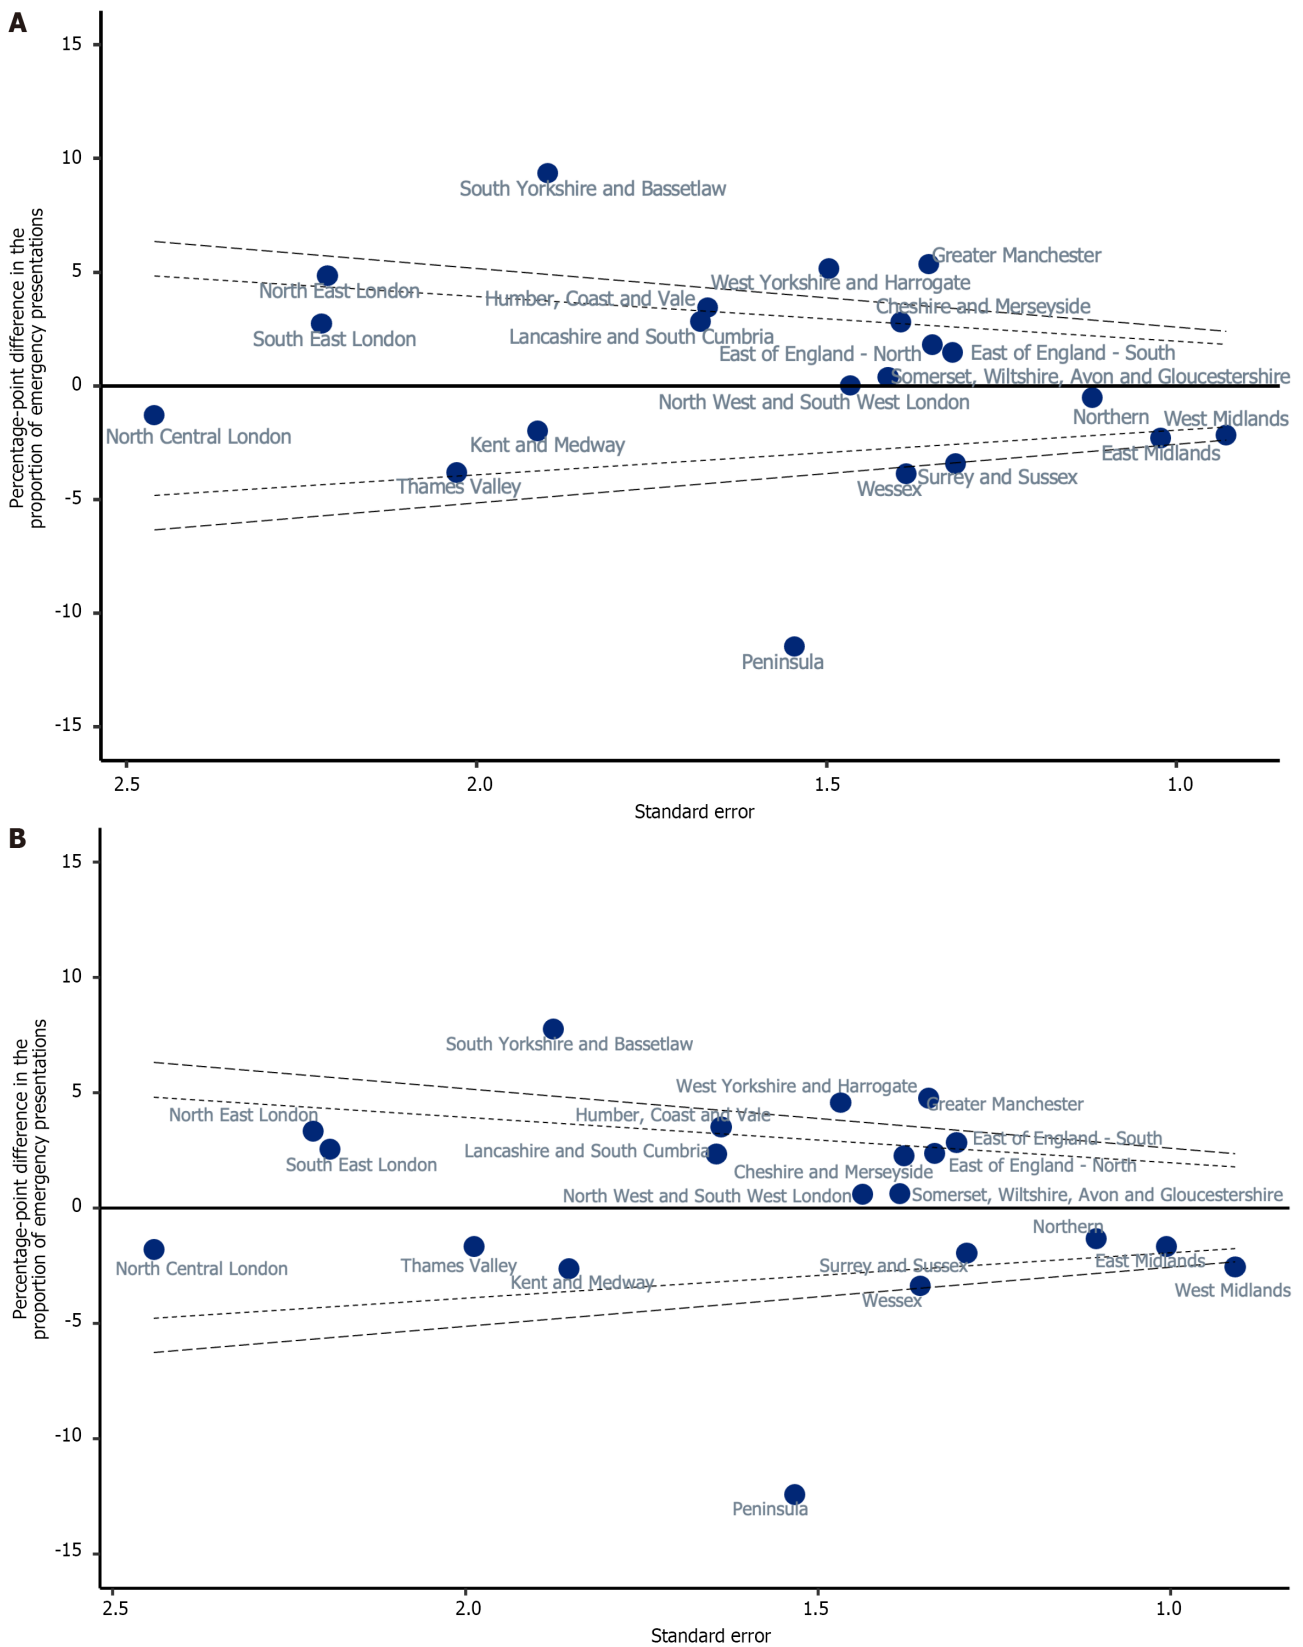 A
15
10
5
0
-5
-10
-15
Percentage-point difference in the
proportion of emergency presentations
South Yorkshire and Bassetlaw
Greater Manchester
West Yorkshire and Harrogate
North East London
Humber, Coast and Vale
Cheshire and Merseyside
South East London
Lancashire and South Cumbria
East of England - North
East of England - South
Somerset, Wiltshire, Avon and Gloucestershire
North West and South West London
Northern
West Midlands
North Central London
Kent and Medway
East Midlands
Thames Valley
Wessex
Surrey and Sussex
Peninsula
2.5
2.0
1.5
1.0
Standard error
B
15
10
5
0
-5
-10
-15
Percentage-point difference in the
proportion of emergency presentations
South Yorkshire and Bassetlaw
West Yorkshire and Harrogate
Greater Manchester
North East London
Humber, Coast and Vale
East of England - South
Lancashire and South Cumbria
South East London
East of England - North
Cheshire and Merseyside
North West and South West London
Somerset, Wiltshire, Avon and Gloucestershire
Northern
North Central London
Thames Valley
Surrey and Sussex
East Midlands
Kent and Medway
West Midlands
Wessex
Peninsula
2.5
2.0
1.5
1.0
Standard error